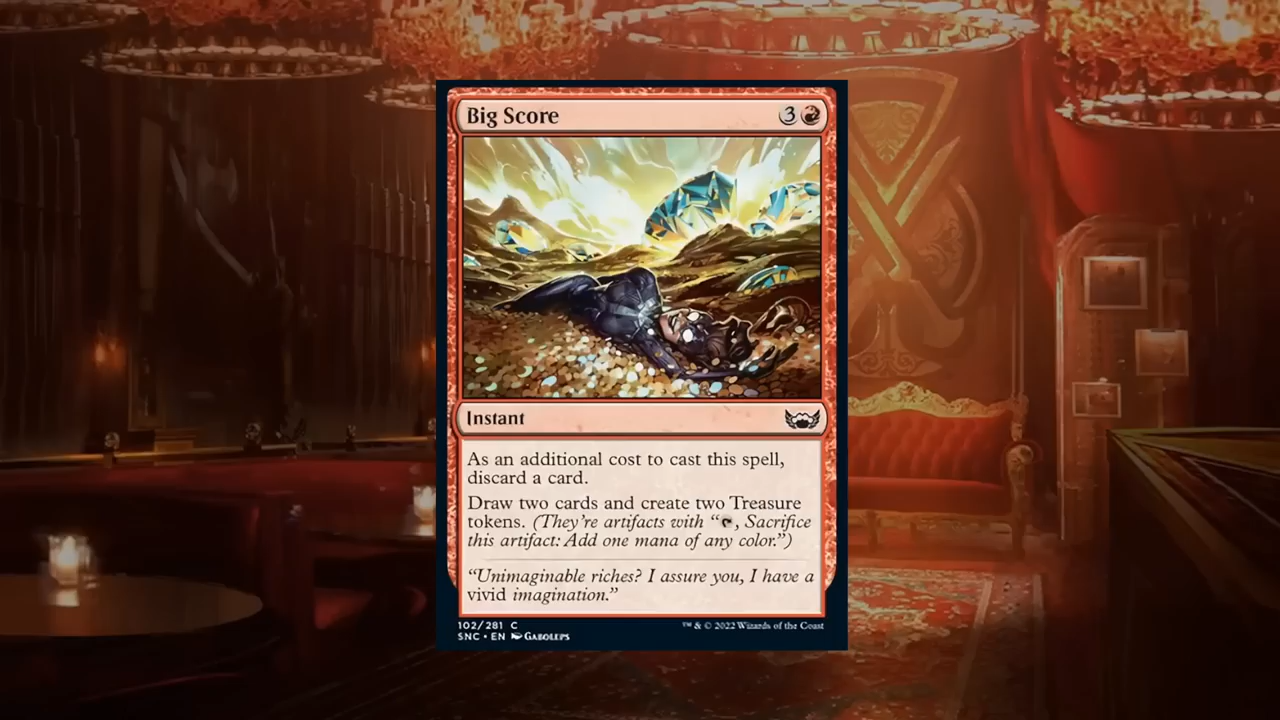 Big Score 3
Instant
As an additional cost to cast this spell,
discard a card.
Draw two cards and create two Treasure
tokens. (They're artifacts with “, Sacrifice
this artifact: Add one mana of any color.”)
“Unimaginable riches? I assure you, I have a
vivid imagination.”
102/281 C
SNC • EN Gaboleps
™ & © 2022 Wizards of the Coast